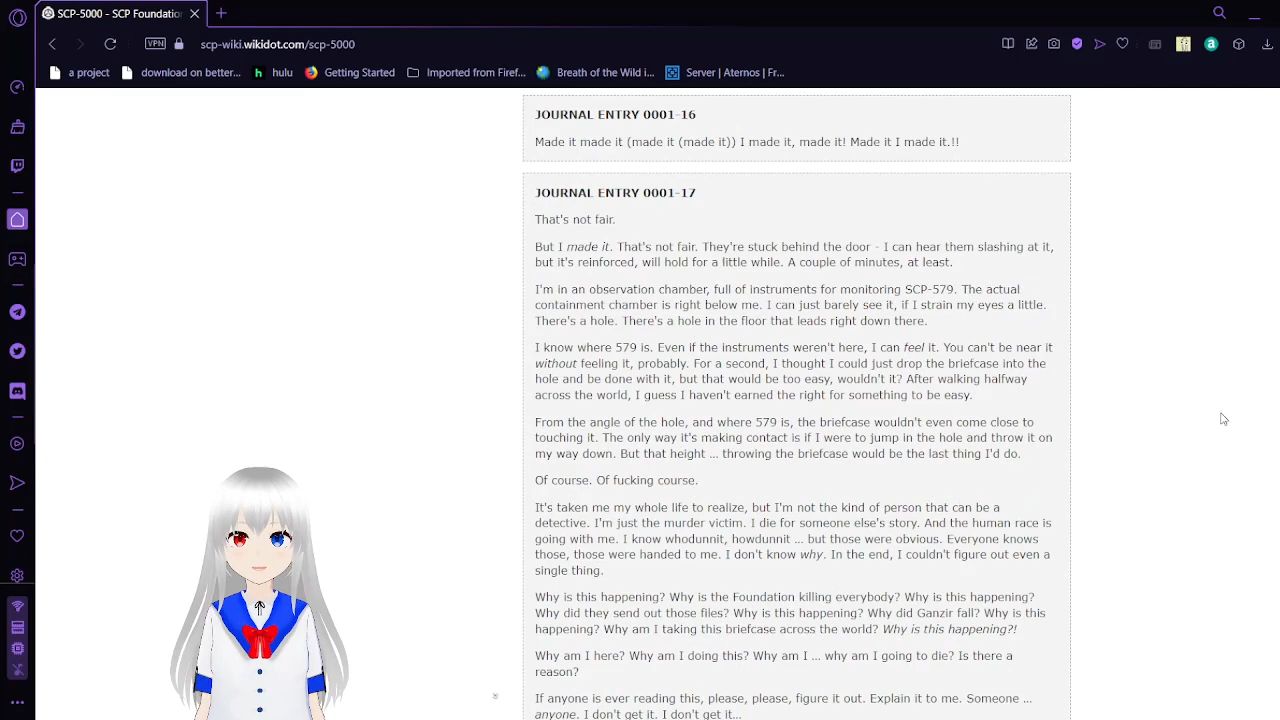 SCP-5000 - SCP Foundation
VPN
scp-wiki.wikidot.com/scp-5000
a
a project
download on better...
h
hulu
Getting Started
Imported from Firef...
Breath of the Wild i...
Server | Aternos | Fr...
JOURNAL ENTRY 0001-16
Made it made it (made it (made it)) I made it, made it! Made it I made it.!!
JOURNAL ENTRY 0001-17
That's not fair.
But I made it. That's not fair. They're stuck behind the door - I can hear them slashing at it,
but it's reinforced, will hold for a little while. A couple of minutes, at least.
I'm in an observation chamber, full of instruments for monitoring SCP-579. The actual
containment chamber is right below me. I can just barely see it, if I strain my eyes a little.
There's a hole. There's a hole in the floor that leads right down there.
I know where 579 is. Even if the instruments weren't here, I can feel it. You can't be near it
without feeling it, probably. For a second, I thought I could just drop the briefcase into the
hole and be done with it, but that would be too easy, wouldn't it? After walking halfway
across the world, I guess I haven't earned the right for something to be easy.
From the angle of the hole, and where 579 is, the briefcase wouldn't even come close to
touching it. The only way it's making contact is if I were to jump in the hole and throw it on
my way down. But that height ... throwing the briefcase would be the last thing I'd do.
Of course. Of fucking course.
It's taken me my whole life to realize, but I'm not the kind of person that can be a
detective. I'm just the murder victim. I die for someone else's story. And the human race is
going with me. I know whodunnit, howdunnit ... but those were obvious. Everyone knows
those, those were handed to me. I don't know why. In the end, I couldn't figure out even a
single thing.
Why is this happening? Why is the Foundation killing everybody? Why is this happening?
Why did they send out those files? Why is this happening? Why did Ganzir fall? Why is this
happening? Why am I taking this briefcase across the world? Why is this happening?!
Why am I here? Why am I doing this? Why am I ... why am I going to die? Is there a
reason?
If anyone is ever reading this, please, please, figure it out. Explain it to me. Someone ...
anyone. I don't get it. I don't get it...